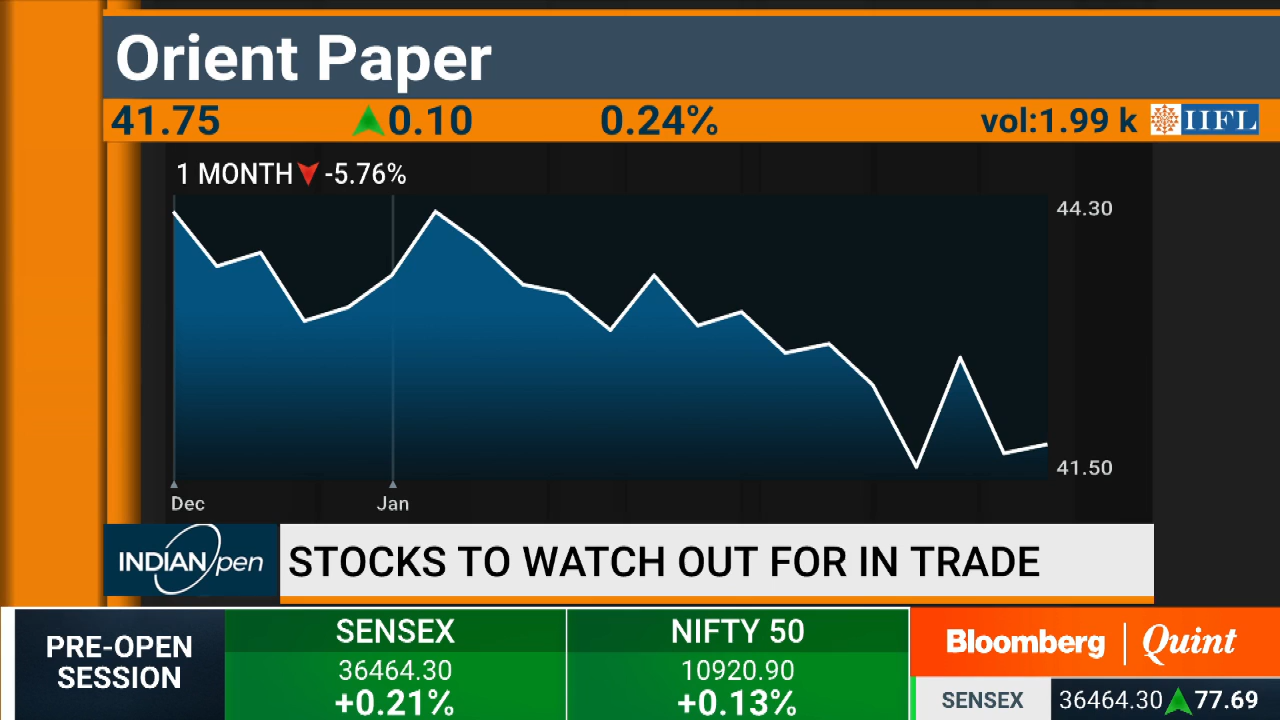 Orient Paper
41.75 ▲0.10 0.24% vol:1.99 k IIFL
1 MONTH▼-5.76%
44.30
41.50
Dec Jan
INDIAN Open STOCKS TO WATCH OUT FOR IN TRADE
PRE-OPEN
SESSION
SENSEX
36464.30
+0.21%
NIFTY 50
10920.90
+0.13%
Bloomberg | Quint
SENSEX 36464.30▲77.69